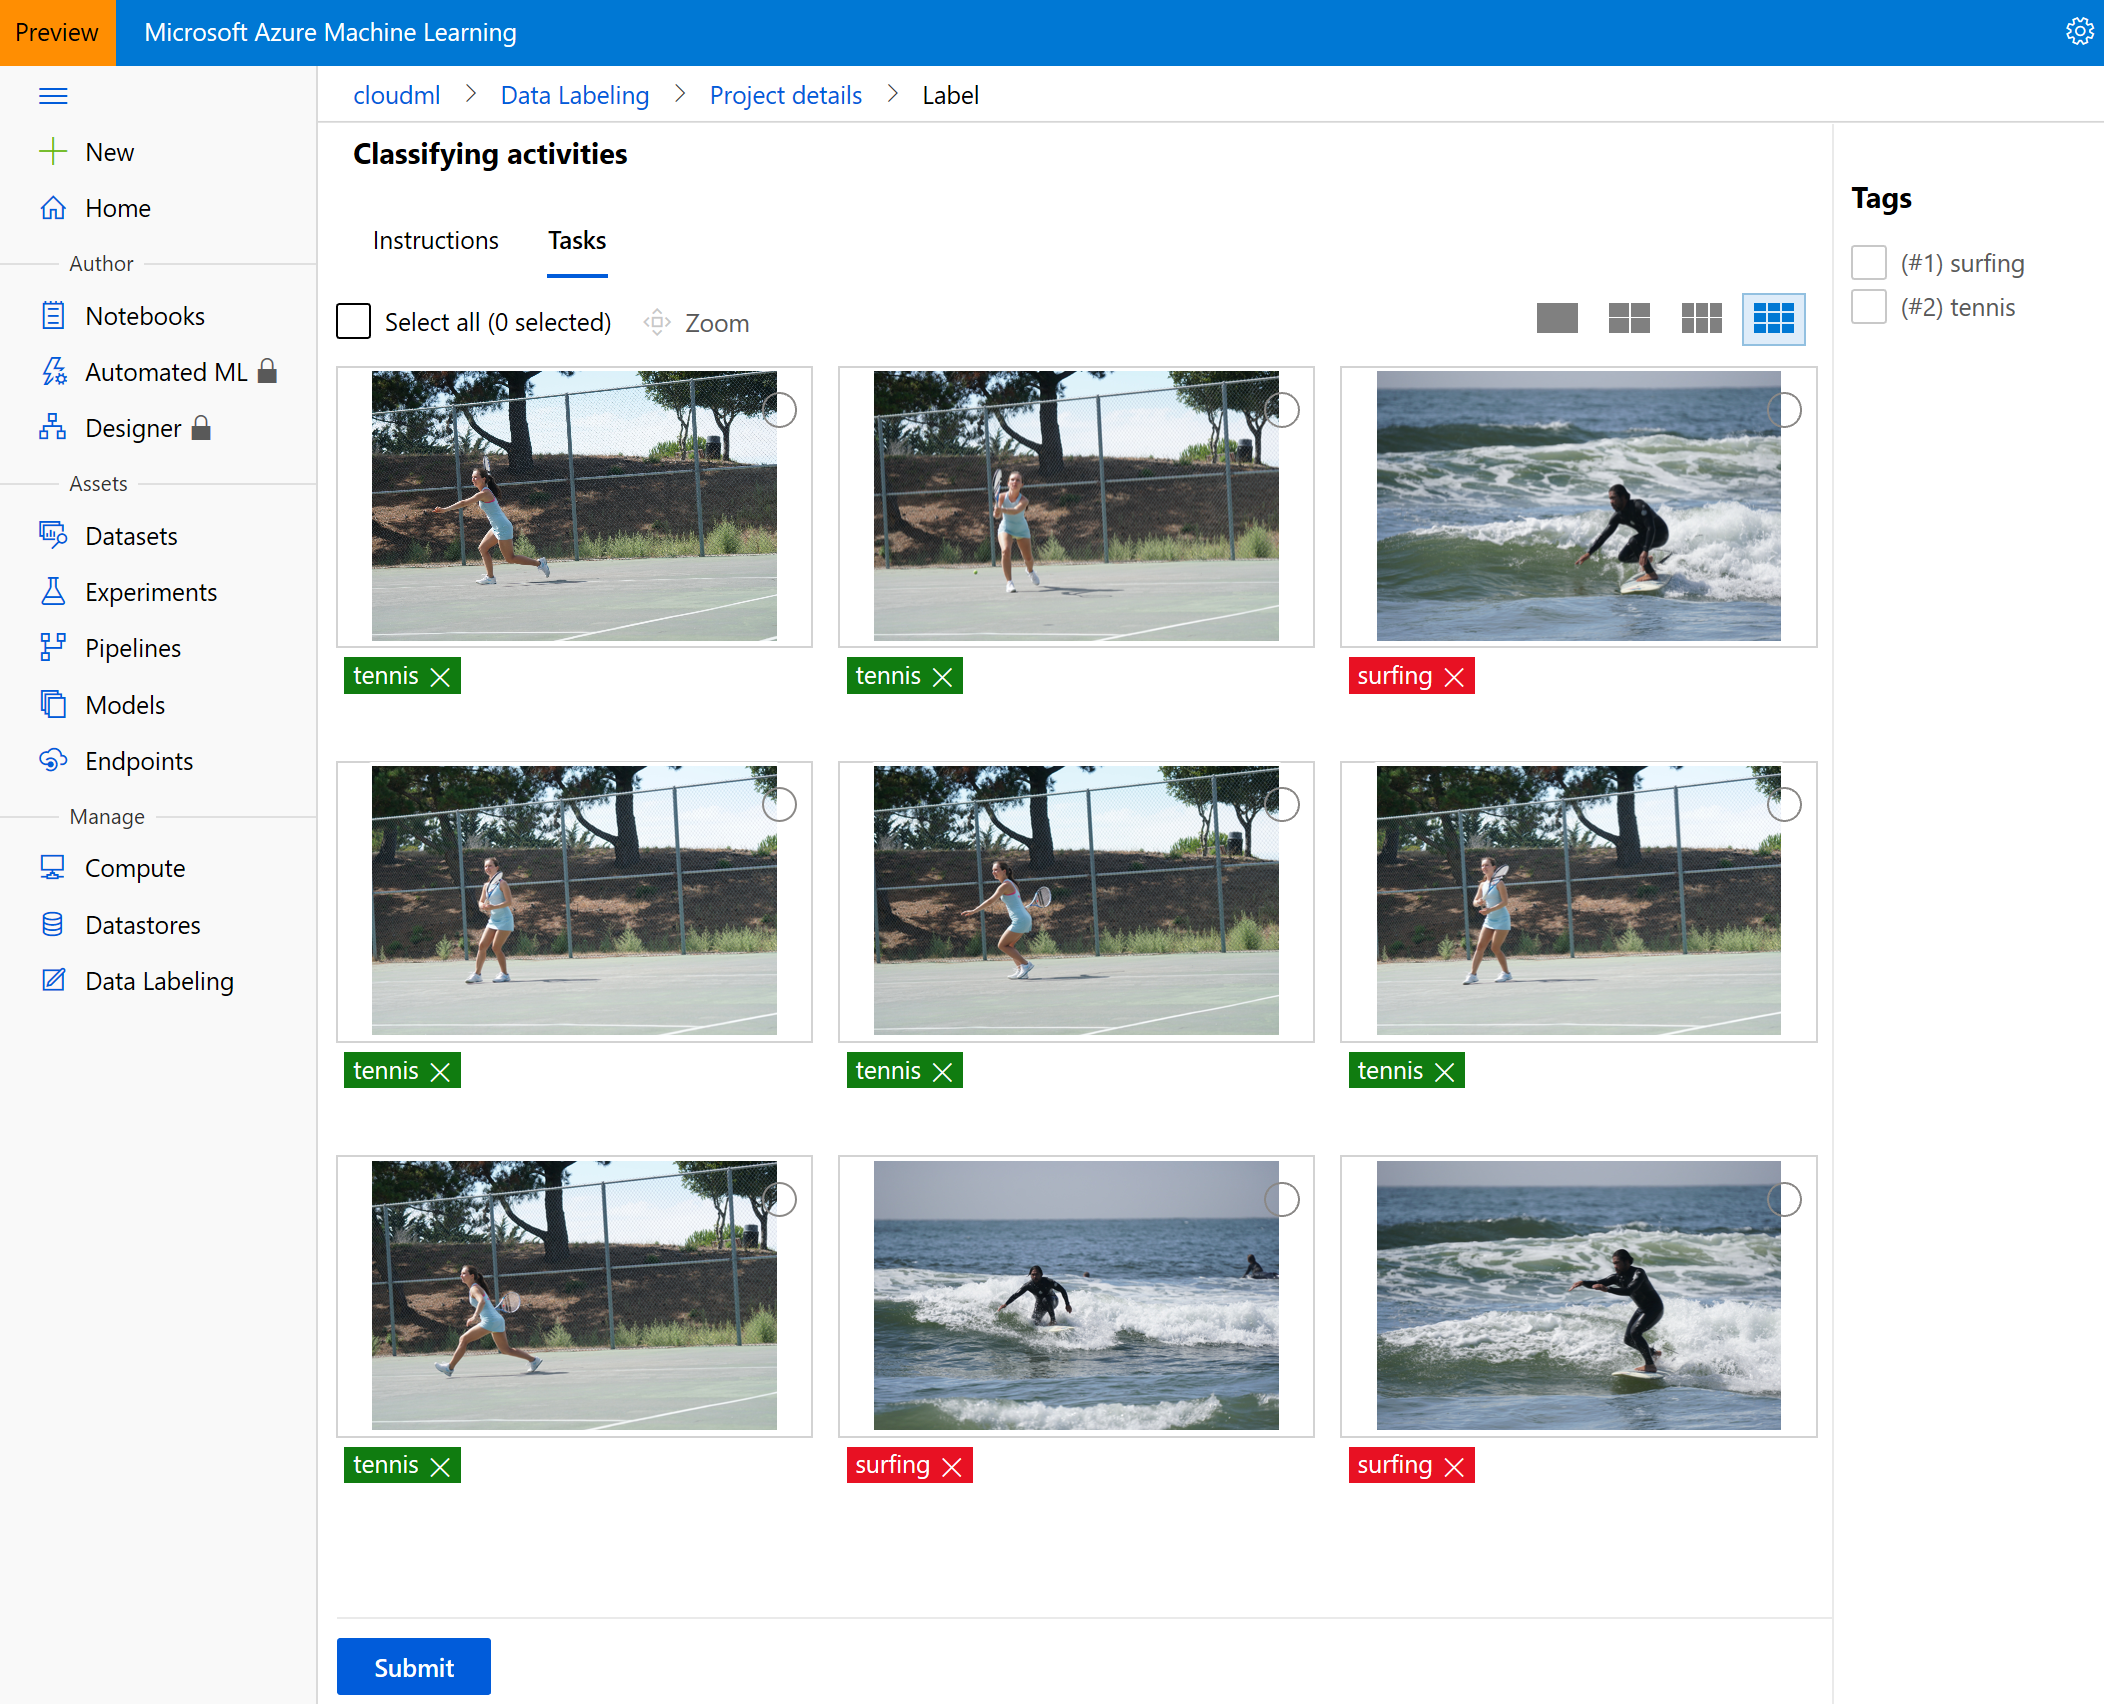 Preview
Microsoft Azure Machine Learning
cloudml > Data Labeling > Project details > Label
New
Home
Author
Notebooks
Automated ML
Designer
Assets
Datasets
Experiments
Pipelines
Models
Endpoints
Manage
Compute
Datastores
Data Labeling
Classifying activities
Instructions Tasks
Select all (0 selected) Zoom
tennis
tennis
surfing
tennis
tennis
tennis
tennis
surfing
surfing
Submit
Tags
(#1) surfing
(#2) tennis